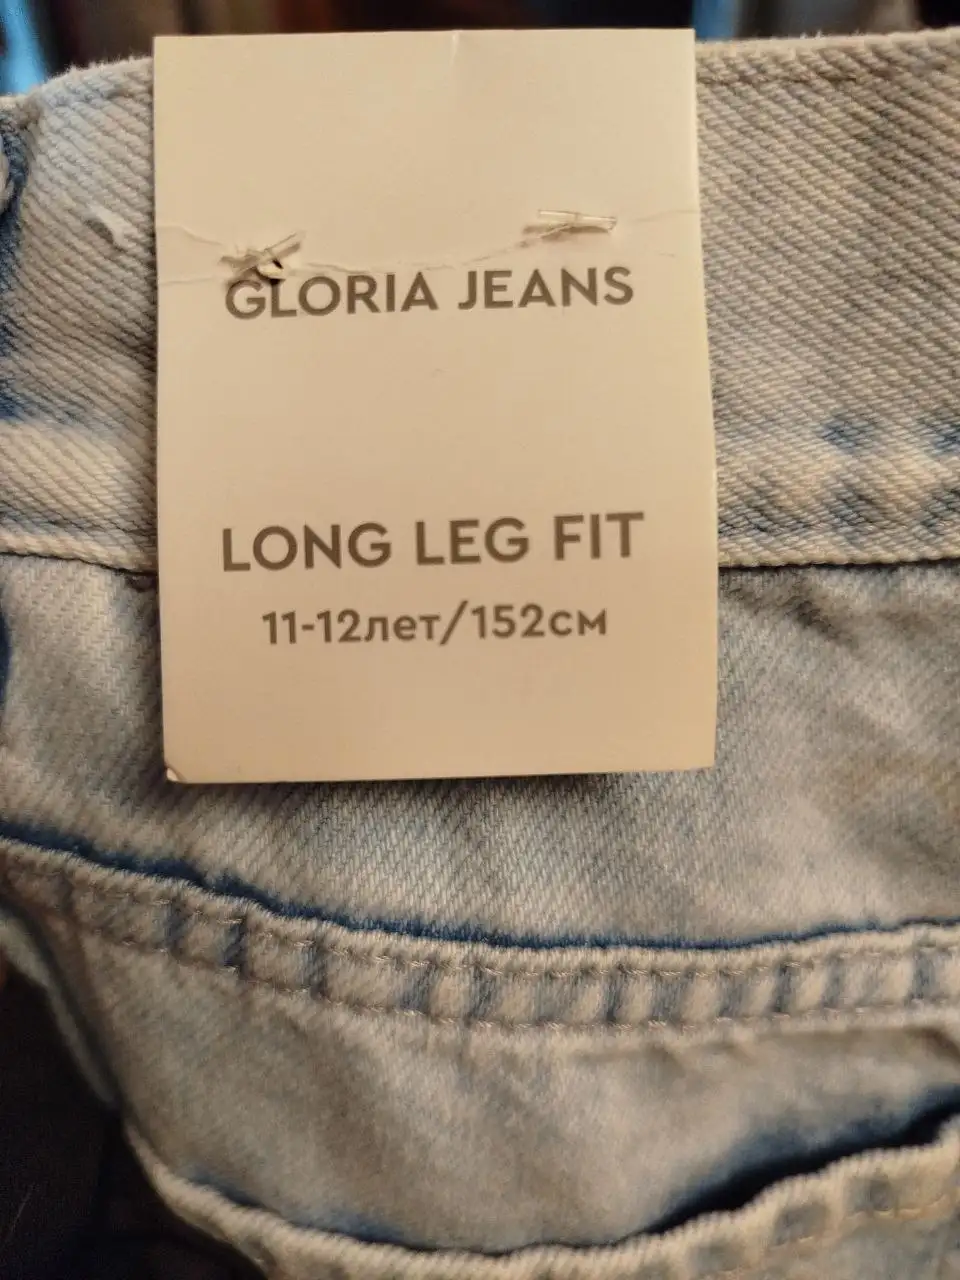 GLORIA JEANS
LONG LEG FIT
11-12лет/152см